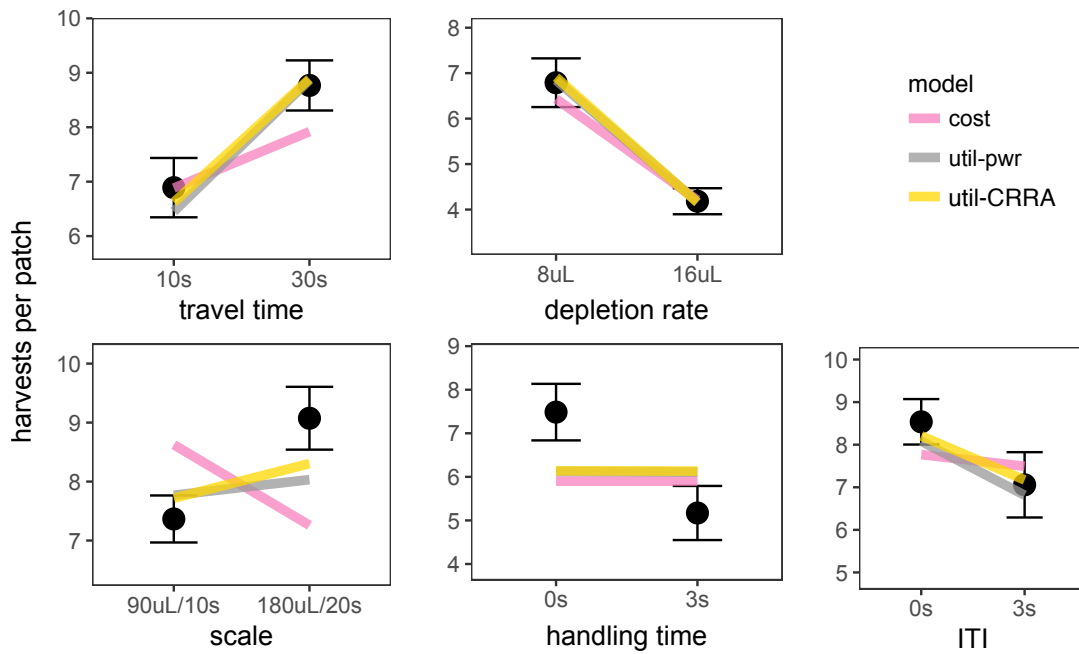 harvests per patch
10
9
8
7
6
10s 30s
travel time
8
7
6
5
4
8uL 16uL
depletion rate
model
cost
util-pwr
util-CRRA
10
9
8
7
90uL/10s 180uL/20s
scale
9
8
7
6
5
4
0s 3s
handling time
10
9
8
7
6
5
0s 3s
ITI